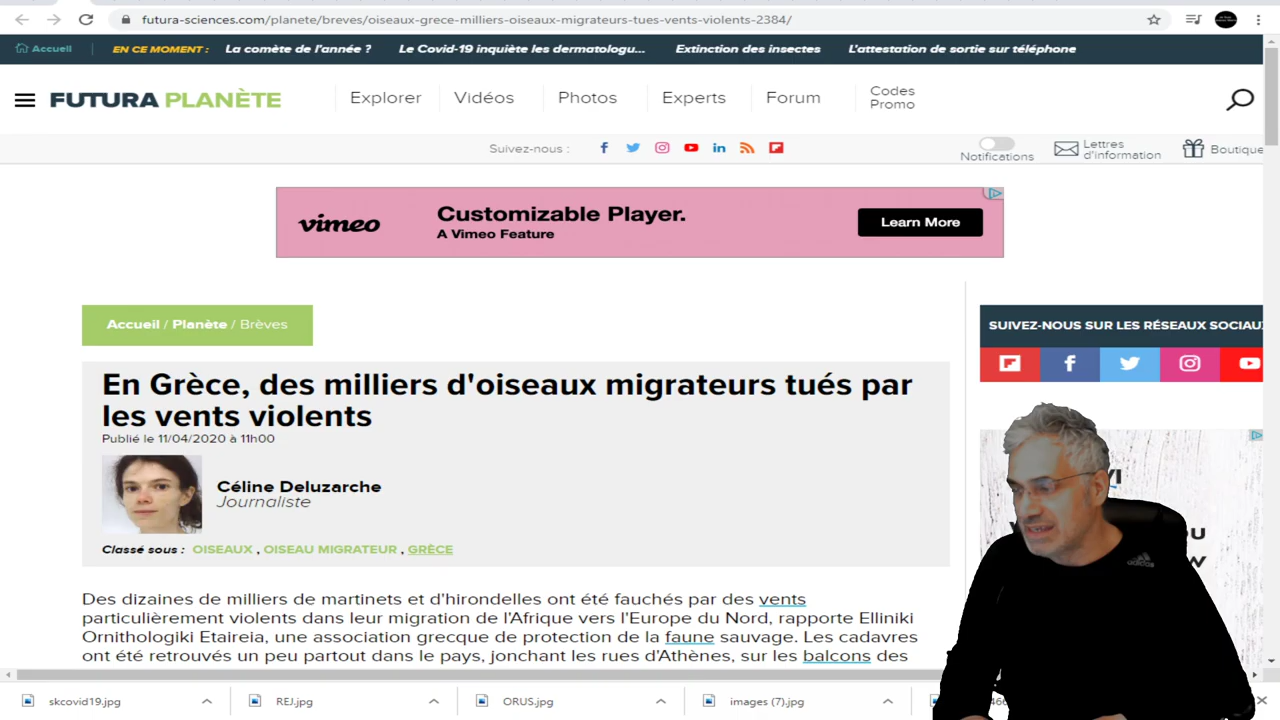 futura-sciences.com/planete/breves/oiseaux-grece-milliers-oiseaux-migrateurs-tues-vents-violents-2384/
Accueil EN CE MOMENT : La comète de l'année ? Le Covid-19 inquiète les dermatologu... Extinction des insectes L'attestation de sortie sur téléphone
FUTURA PLANÈTE Explorer Vidéos Photos Experts Forum Codes Promo
Suivez-nous : Notifications Lettres d'information Boutique
vimeo Customizable Player. Learn More
A Vimeo Feature
Accueil / Planète / Brèves
SUIVEZ-NOUS SUR LES RÉSEAUX SOCIAU
En Grèce, des milliers d'oiseaux migrateurs tués par
les vents violents
Publié le 11/04/2020 à 11h00
Céline Deluzarche
Journaliste
Classé sous : OISEAUX , OISEAU MIGRATEUR , GRÈCE
Des dizaines de milliers de martinets et d'hirondelles ont été fauchés par des vents
particulièrement violents dans leur migration de l'Afrique vers l'Europe du Nord, rapporte Elliniki
Ornithologiki Etaireia, une association grecque de protection de la faune sauvage. Les cadavres
ont été retrouvés un peu partout dans le pays, jonchant les rues d'Athènes, sur les balcons des
skcovid19.jpg REJ.jpg ORUS.jpg images (7).jpg
adidas